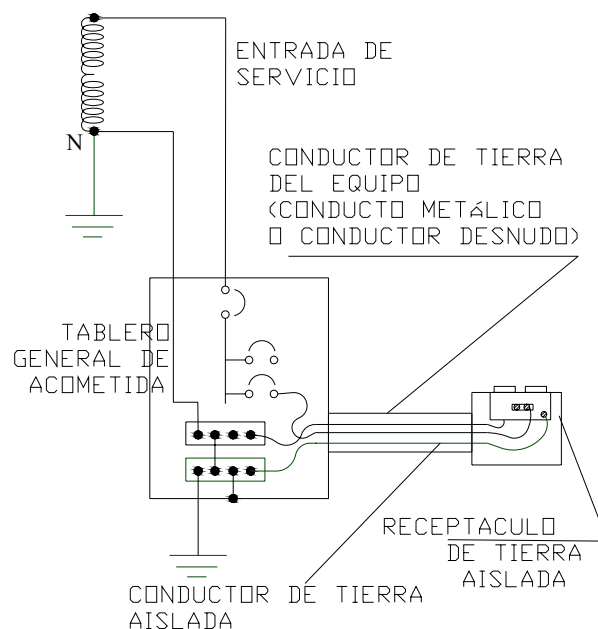 ENTRADA DE
SERVICIO
N
CONDUCTOR DE TIERRA
DEL EQUIPO
(CONDUCTO METÁLICO
O CONDUCTOR DESNUDO)
TABLERO
GENERAL DE
ACOMETIDA
RECEPTACULO
DE TIERRA
AISLADA
CONDUCTOR DE TIERRA
AISLADA